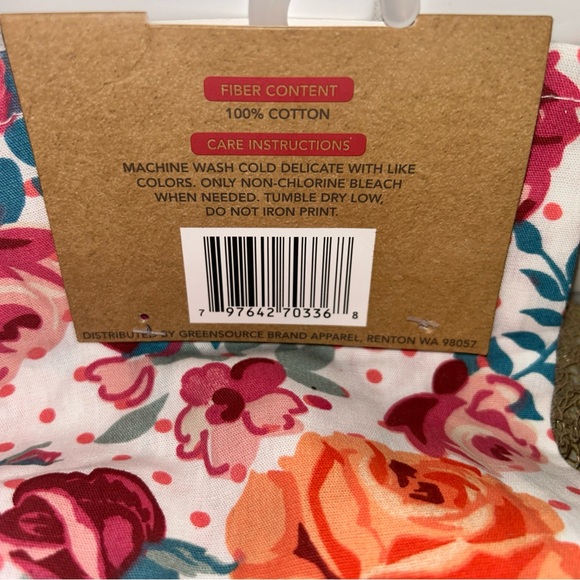 FIBER CONTENT
100% COTTON
CARE INSTRUCTIONS
MACHINE WASH COLD DELICATE WITH LIKE
COLORS. ONLY NON-CHLORINE BLEACH
WHEN NEEDED. TUMBLE DRY LOW,
DO NOT IRON PRINT.
7 97642 70336 8
DISTRIBUTED BY GREENSOURCE BRAND APPAREL, RENTON WA 98057